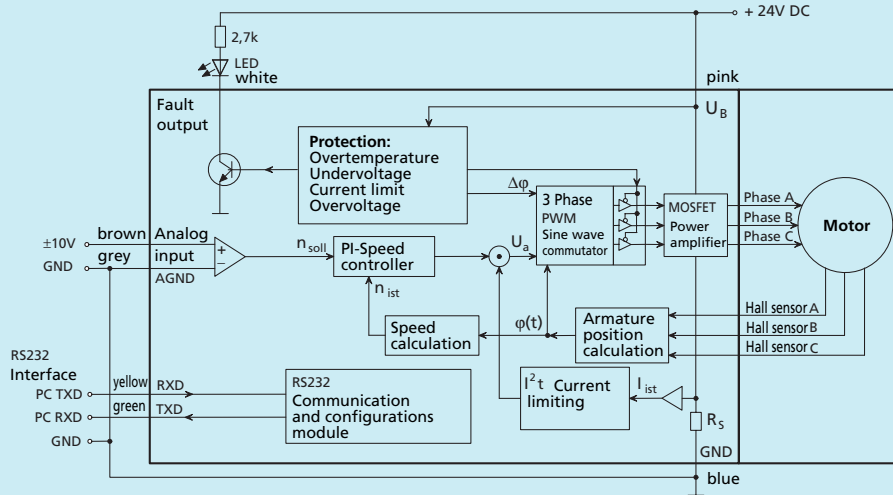 + 24V DC
2,7k
LED
white
pink
Fault
output
U_B
Protection:
Overtemperature
Undervoltage
Current limit
Overvoltage
Δφ
3 Phase
PWM
Sine wave
commutator
MOSFET
Power
amplifier
Phase A
Phase B
Phase C
Motor
±10V
brown
Analog
input
GND
grey
AGND
+
−
n_soll
PI-Speed
controller
U_a
n_ist
Speed
calculation
φ(t)
Armature
position
calculation
Hall sensor A
Hall sensor B
Hall sensor C
RS232
Interface
PC TXD
yellow
RXD
PC RXD
green
TXD
GND
RS232
Communication
and configurations
module
I²t Current
limiting
I_ist
R_S
GND
blue